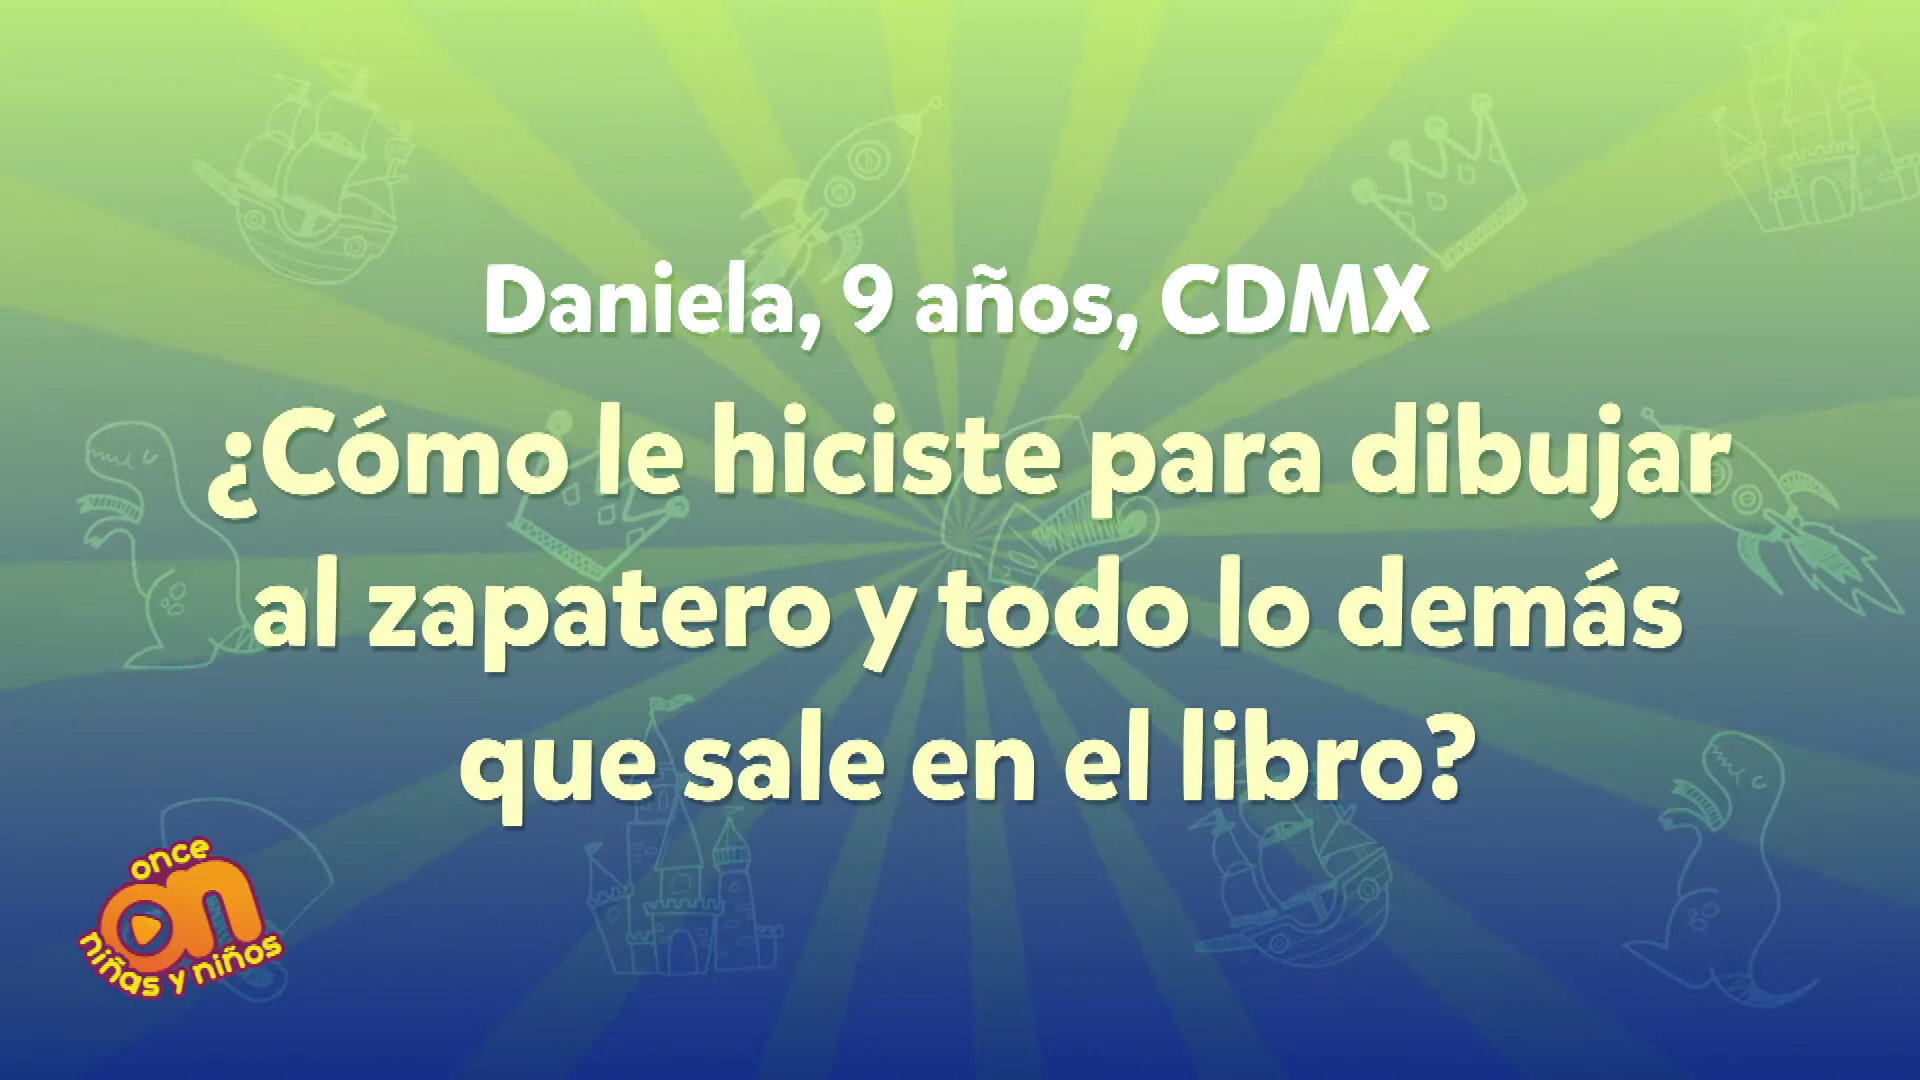 Daniela, 9 años, CDMX
¿Cómo le hiciste para dibujar
al zapatero y todo lo demás
que sale en el libro?
once
on
niñas y niños